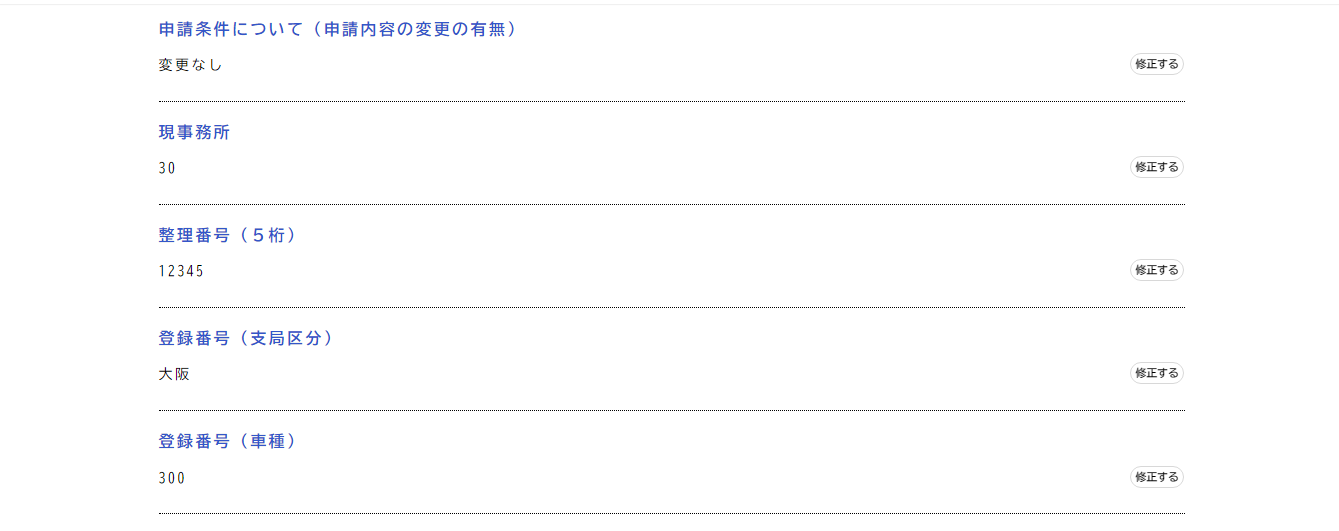 申請条件について（申請内容の変更の有無）
変更なし
修正する
現事務所
30
修正する
整理番号（５桁）
12345
修正する
登録番号（支局区分）
大阪
修正する
登録番号（車種）
300
修正する